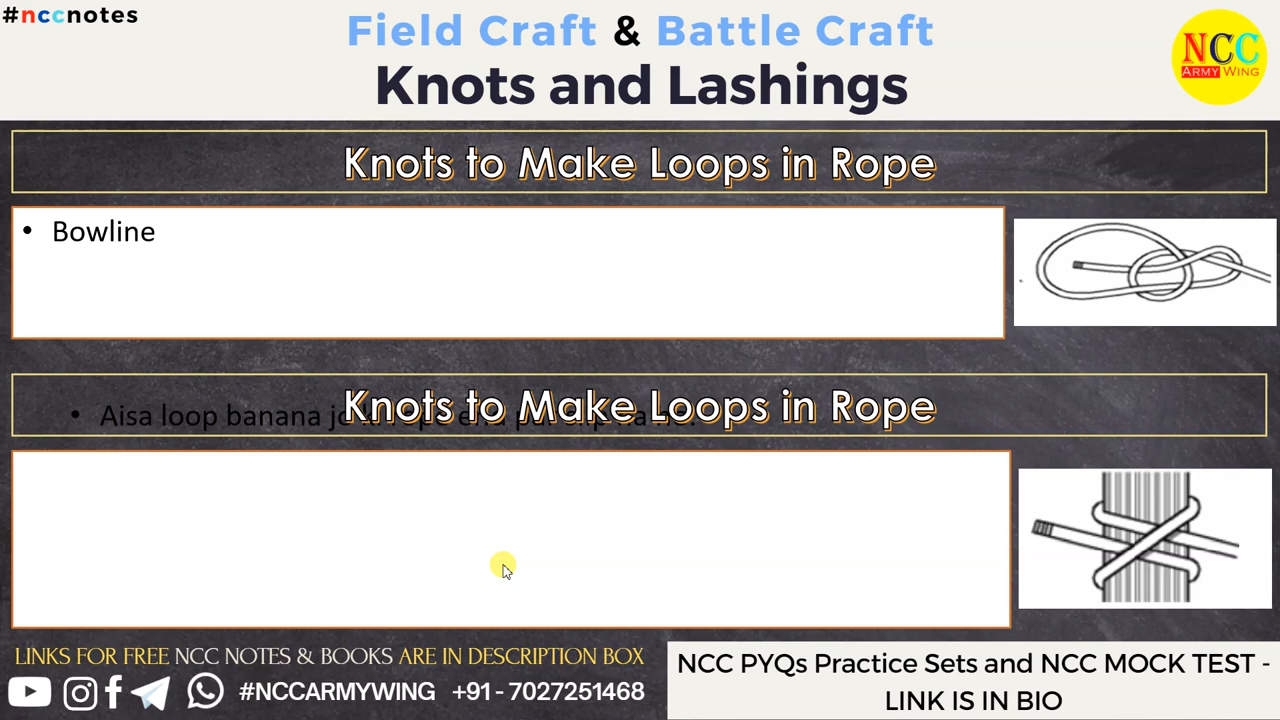 #nccnotes
Field Craft & Battle Craft
Knots and Lashings
NCC
ARMY WING
Knots to Make Loops in Rope
• Bowline
Knots to Make Loops in Rope
• Aisa loop banana jo
LINKS FOR FREE NCC NOTES & BOOKS ARE IN DESCRIPTION BOX
#NCCARMYWING +91 - 7027251468
NCC PYQs Practice Sets and NCC MOCK TEST -
LINK IS IN BIO